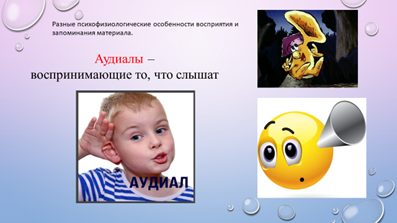 Разные психофизиологические особенности восприятия и
запоминания материала.
Аудиалы –
воспринимающие то, что слышат
АУДИАЛ